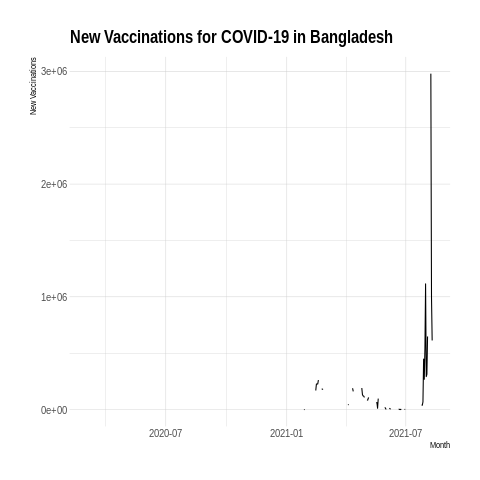 New Vaccinations for COVID-19 in Bangladesh
New Vaccinations
3e+06
2e+06
1e+06
0e+00
2020-07 2021-01 2021-07
Month